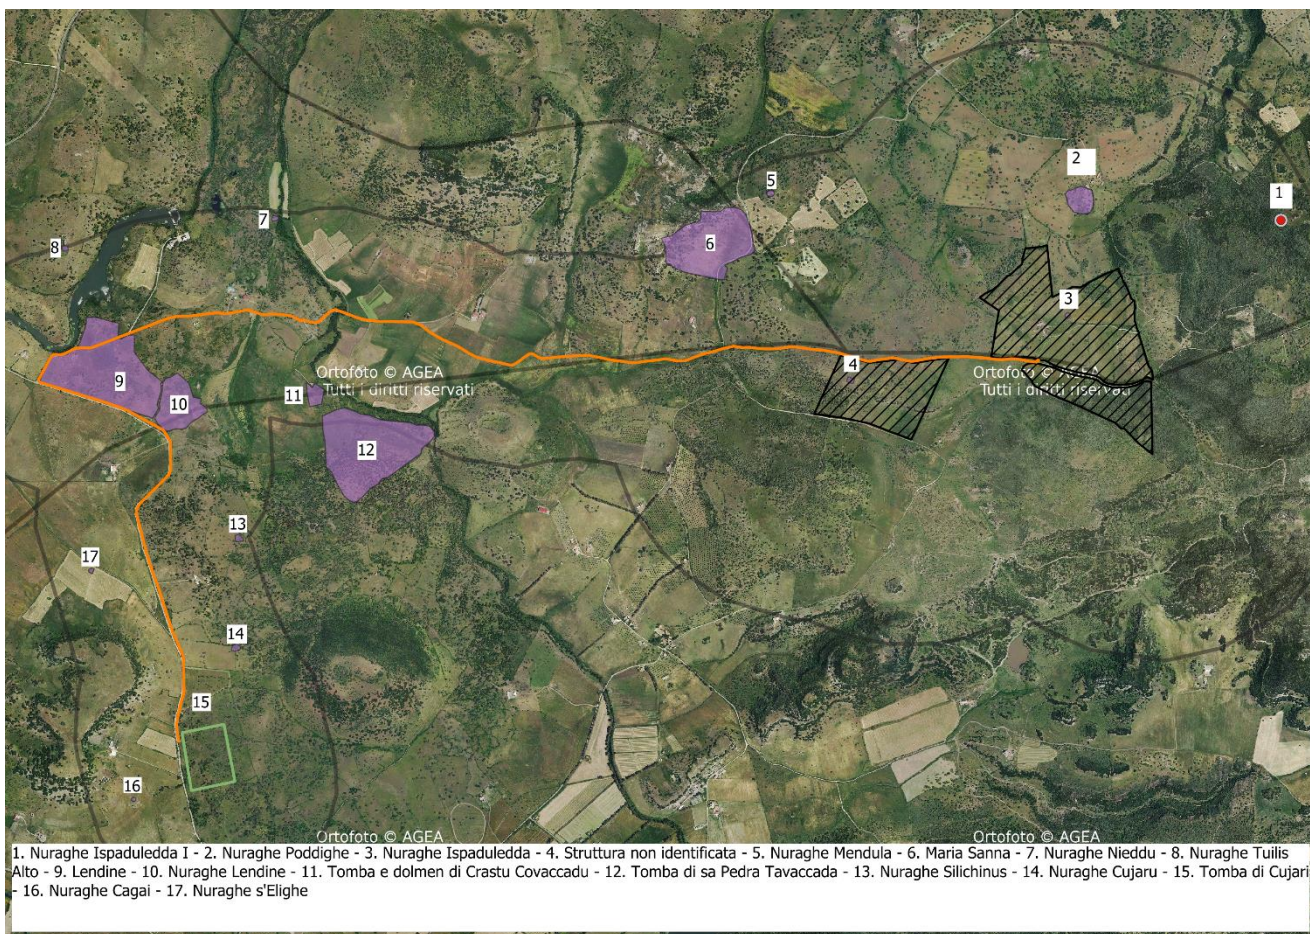 2
1
5
7
6
8
3
4
Ortofoto © AGEA
Tutti i diritti riservati
Ortofoto © AGEA
Tutti i diritti riservati
9
11
10
12
13
17
14
15
16
Ortofoto © AGEA
Ortofoto © AGEA
1. Nuraghe Ispaduledda I - 2. Nuraghe Poddighe - 3. Nuraghe Ispaduledda - 4. Struttura non identificata - 5. Nuraghe Mendula - 6. Maria Sanna - 7. Nuraghe Nieddu - 8. Nuraghe Tuilis
Alto - 9. Lendine - 10. Nuraghe Lendine - 11. Tomba e dolmen di Crastu Covaccadu - 12. Tomba di sa Pedra Tavaccada - 13. Nuraghe Silichinus - 14. Nuraghe Cujaru - 15. Tomba di Cujari
- 16. Nuraghe Cagai - 17. Nuraghe s'Elighe